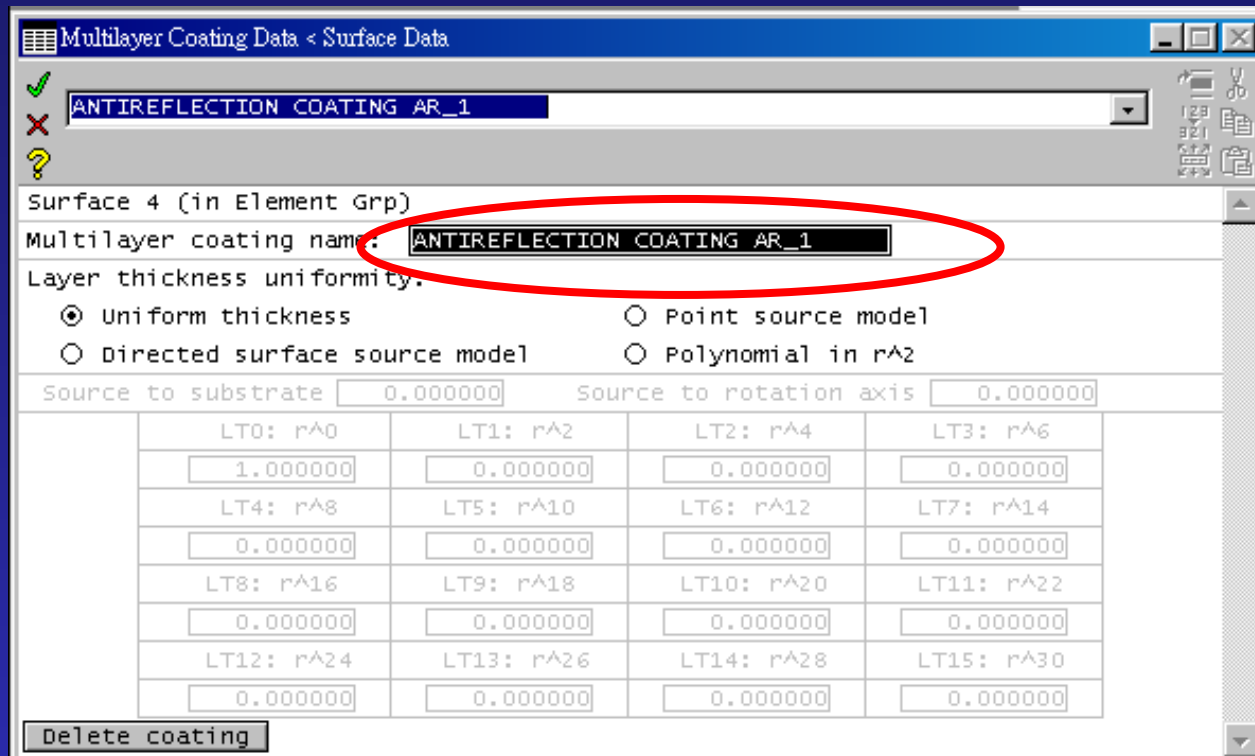 Multilayer Coating Data < Surface Data
ANTIREFLECTION COATING AR_1
Surface 4 (in Element Grp)
Multilayer coating name: ANTIREFLECTION COATING AR_1
Layer thickness uniformity:
Uniform thickness Point source model
Directed surface source model Polynomial in r^2
Source to substrate 0.000000 Source to rotation axis 0.000000
LT0: r^0 LT1: r^2 LT2: r^4 LT3: r^6
1.000000 0.000000 0.000000 0.000000
LT4: r^8 LT5: r^10 LT6: r^12 LT7: r^14
0.000000 0.000000 0.000000 0.000000
LT8: r^16 LT9: r^18 LT10: r^20 LT11: r^22
0.000000 0.000000 0.000000 0.000000
LT12: r^24 LT13: r^26 LT14: r^28 LT15: r^30
0.000000 0.000000 0.000000 0.000000
Delete coating